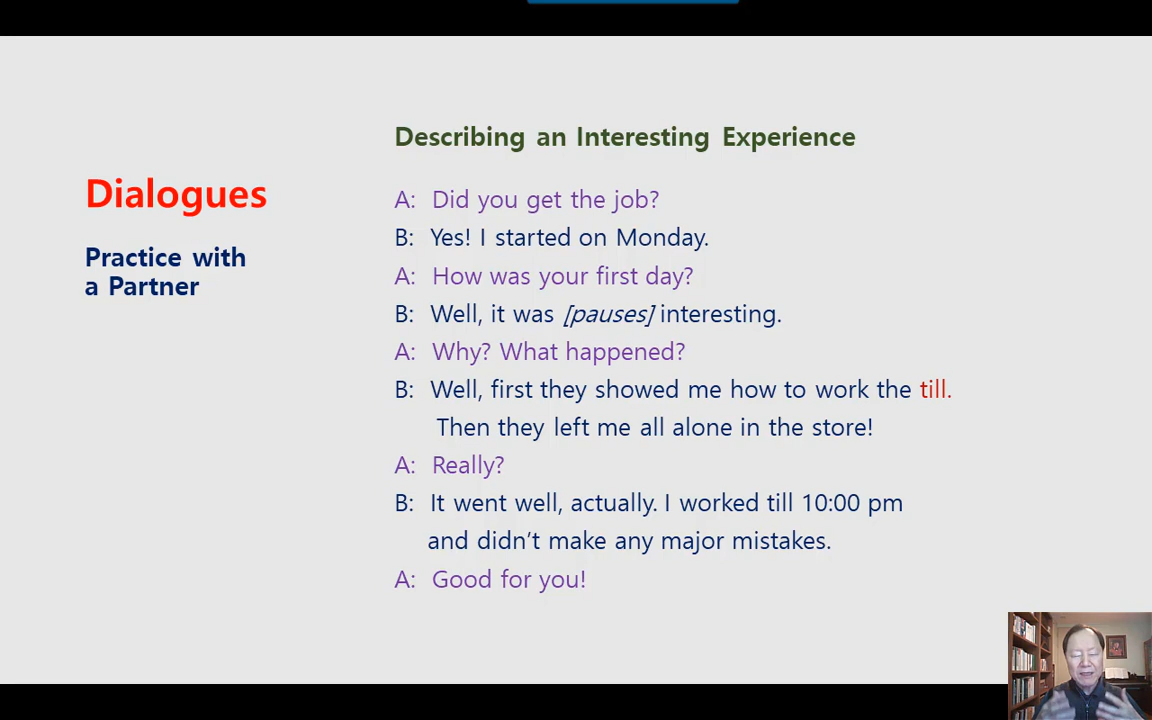 Describing an Interesting Experience
Dialogues
Practice with
a Partner
A: Did you get the job?
B: Yes! I started on Monday.
A: How was your first day?
B: Well, it was [pauses] interesting.
A: Why? What happened?
B: Well, first they showed me how to work the till.
Then they left me all alone in the store!
A: Really?
B: It went well, actually. I worked till 10:00 pm
and didn’t make any major mistakes.
A: Good for you!